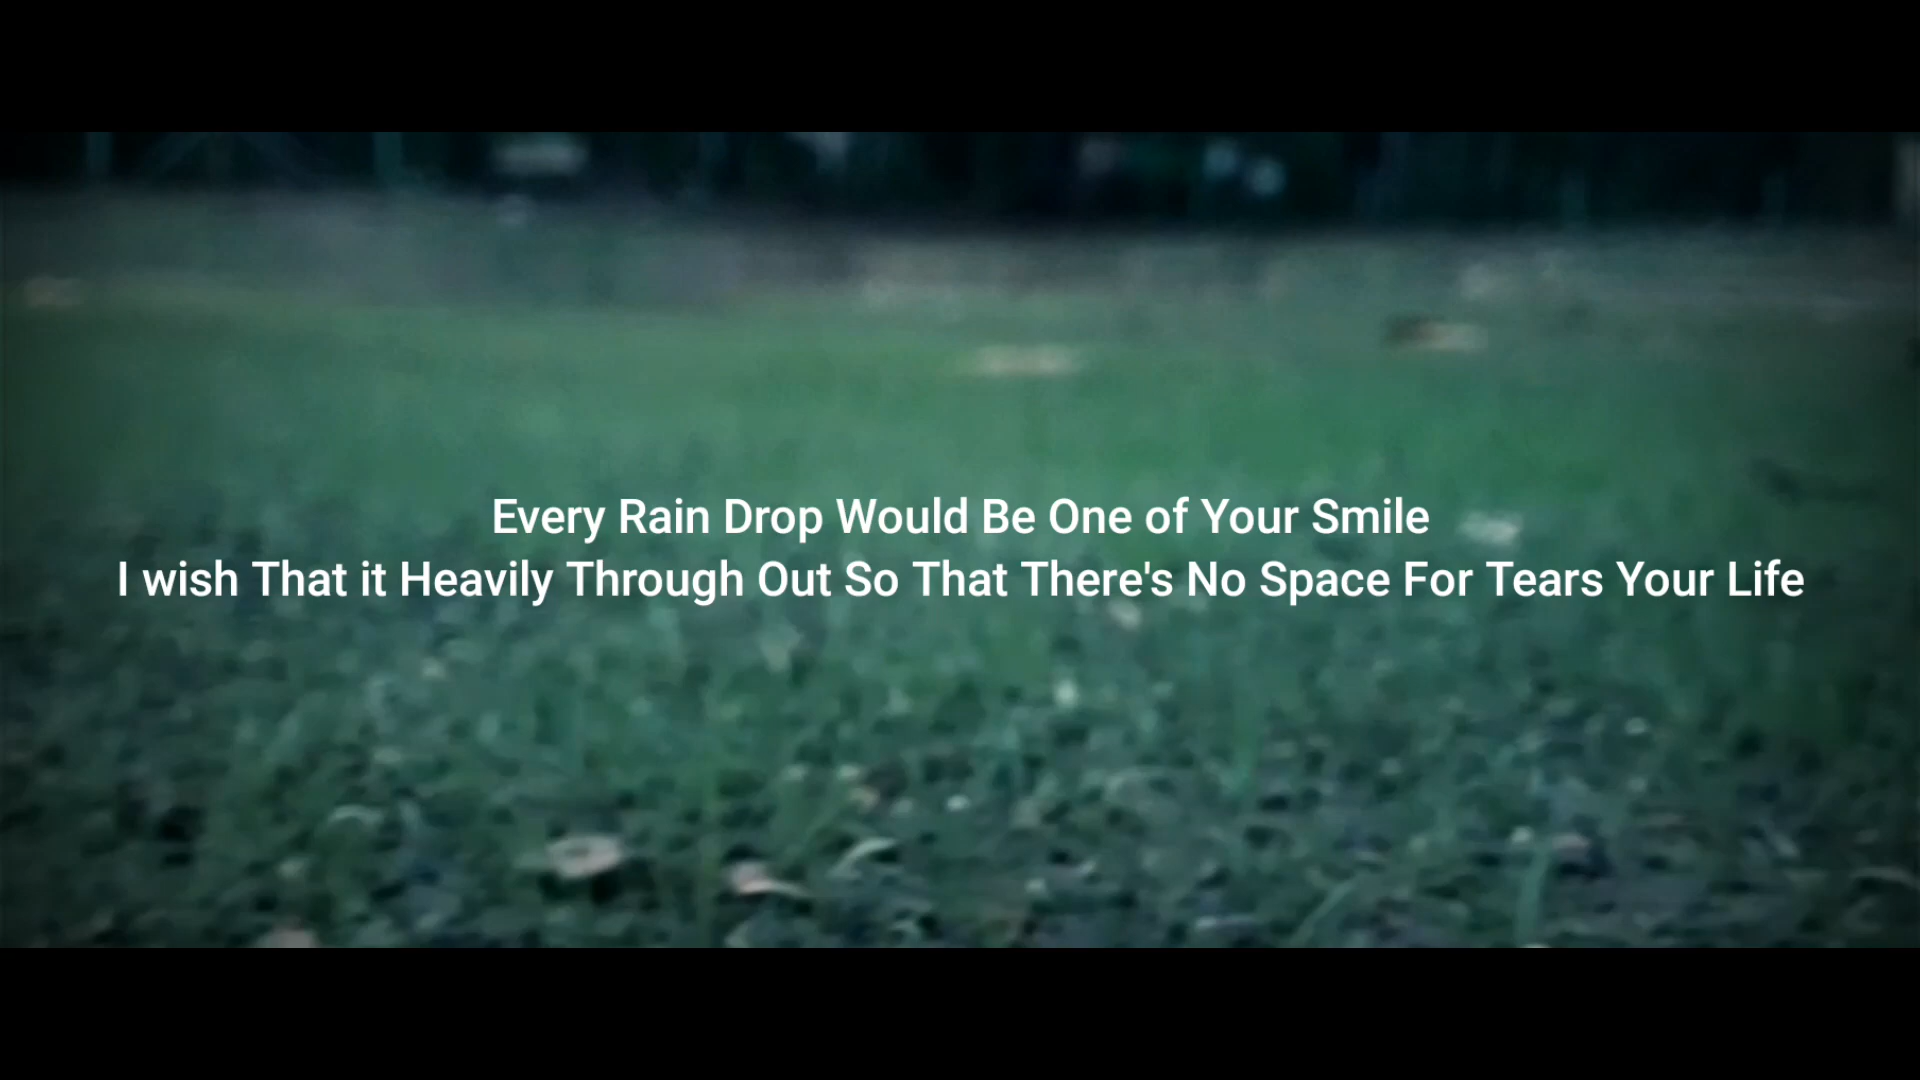 Every Rain Drop Would Be One of Your Smile
I wish That it Heavily Through Out So That There's No Space For Tears Your Life